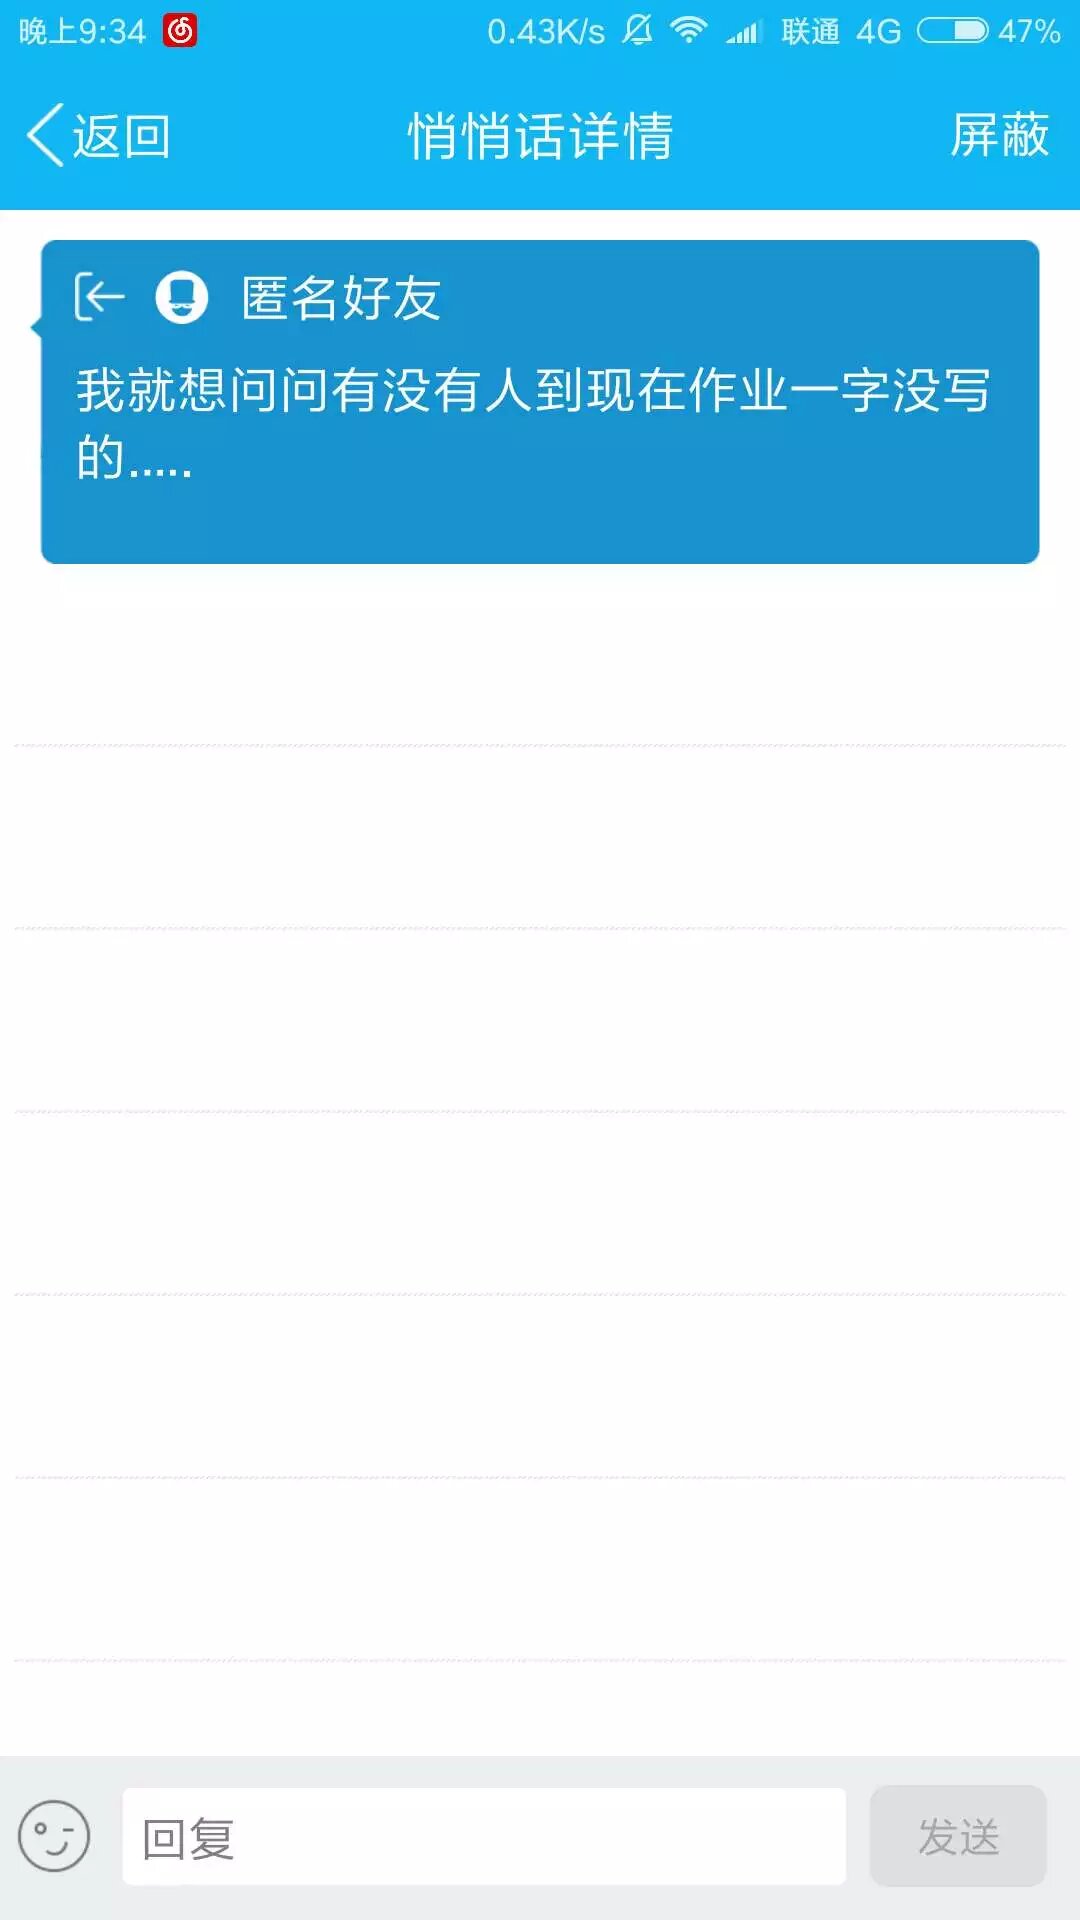 晚上9:34 0.43K/s 联通 4G 47%
返回 悄悄话详情 屏蔽
匿名好友
我就想问问有没有人到现在作业一字没写
的.....
回复 发送